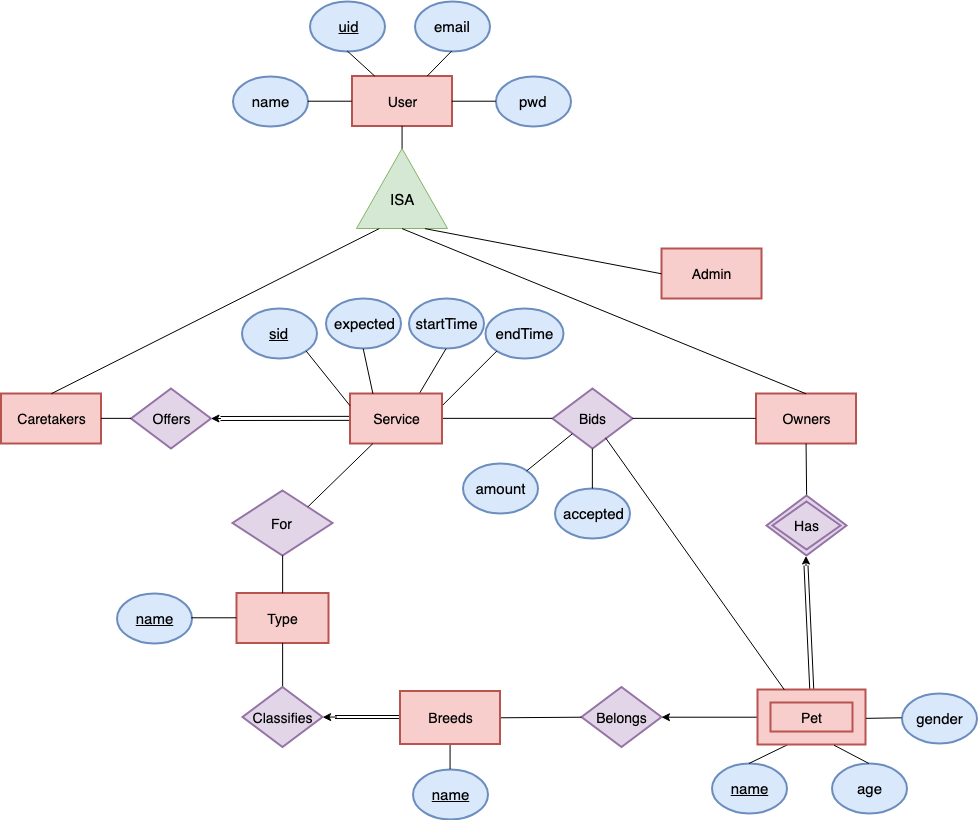 uid
email
name
User
pwd
ISA
Admin
sid
expected
startTime
endTime
Caretakers
Offers
Service
Bids
Owners
amount
accepted
For
Has
name
Type
Classifies
Breeds
Belongs
Pet
gender
name
name
age